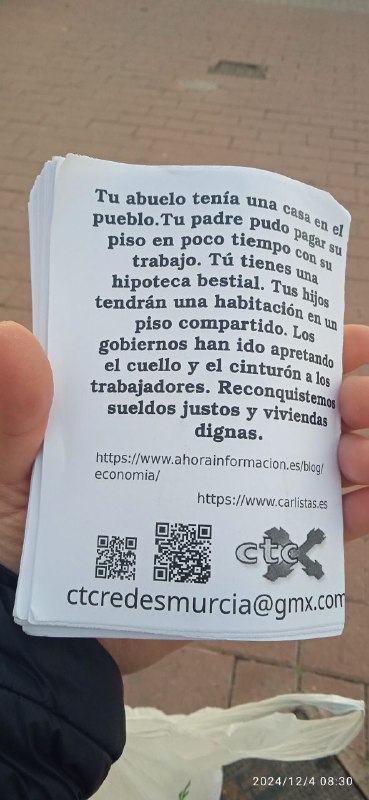 Tu abuelo tenía una casa en el
pueblo.Tu padre pudo pagar su
piso en poco tiempo con su
trabajo. Tú tienes una
hipoteca bestial. Tus hijos
tendrán una habitación en un
piso compartido. Los
gobiernos han ido apretando
el cuello y el cinturón a los
trabajadores. Reconquistemos
sueldos justos y viviendas
dignas.
https://www.ahorainformacion.es/blog/
economia/
https://www.carlistas.es
ctc
ctcredesmurcia@gmx.com
2024/12/4 08:30